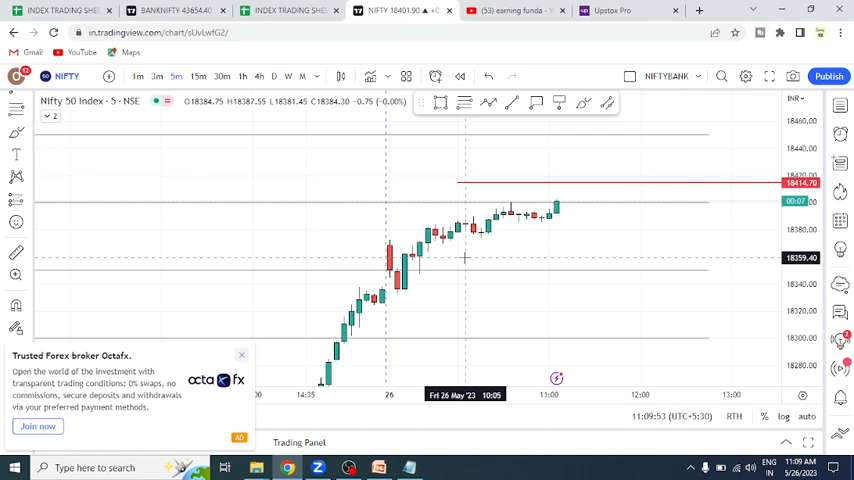 INDEX TRADING SHE
BANKNIFTY 43654.40
INDEX TRADING SHE
NIFTY 18401.90 ▲ +0
(53) earning funda - Y
Upstox Pro
in.tradingview.com/chart/sUvLwfG2/
Gmail
YouTube
Maps
O
12
NIFTY
1m 3m 5m 15m 30m 1h 4h D W M
NIFTYBANK
Publish
Nifty 50 Index · 5 · NSE
O18384.75 H18387.55 L18381.45 C18384.30 -0.75 (-0.00%)
INR
2
18460.00
18440.00
18420.00
18414.70
00:07
18380.00
18359.40
18340.00
18320.00
18300.00
18280.00
2
Trusted Forex broker Octafx.
Open the world of the investment with
transparent trading conditions: 0% swaps, no
commissions, secure deposits and withdrawals
via your preferred payment methods.
octa fx
Join now
AD
14:35
26
Fri 26 May '23 10:05
11:00
12:00
13:00
11:09:53 (UTC+5:30)
RTH
% log auto
Trading Panel
Type here to search
ENG
IN
11:09 AM
5/26/2023